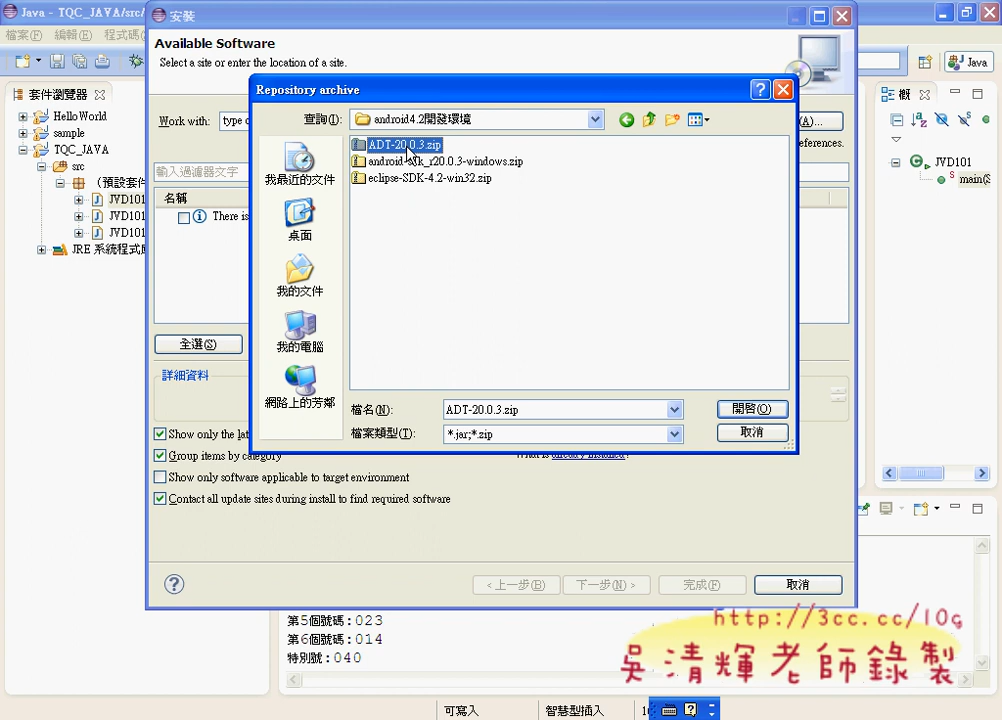 Java - TQC_JAVA/src/
安裝
檔案(F) 編輯(E) 程式碼(
Available Software
Select a site or enter the location of a site.
Java
Repository archive
套件瀏覽器
HelloWorld
sample
TQC_JAVA
src
(預設套件
JVD101
JVD101
JVD101
JRE 系統程式庫
Work with:
輸入過濾器文字
名稱
There is
全選(S)
詳細資料
查詢(I):
android4.2開發環境
ADT-20.0.3.zip
android-sdk_r20.0.3-windows.zip
eclipse-SDK-4.2-win32.zip
我最近的文件
桌面
我的文件
我的電腦
網路上的芳鄰
檔名(N):
ADT-20.0.3.zip
開啓(O)
檔案類型(T):
*.jar;*.zip
取消
(A)...
eferences.
概
JVD101
main(S
Show only the lat
Group items by category
What is already installed?
Show only software applicable to target environment
Contact all update sites during install to find required software
< 上一步(B)
下一步(N) >
完成(F)
取消
第5個號碼:023
第6個號碼:014
特別號:040
http://3cc.cc/10g
吳清輝老師錄製
可寫入
智慧型插入